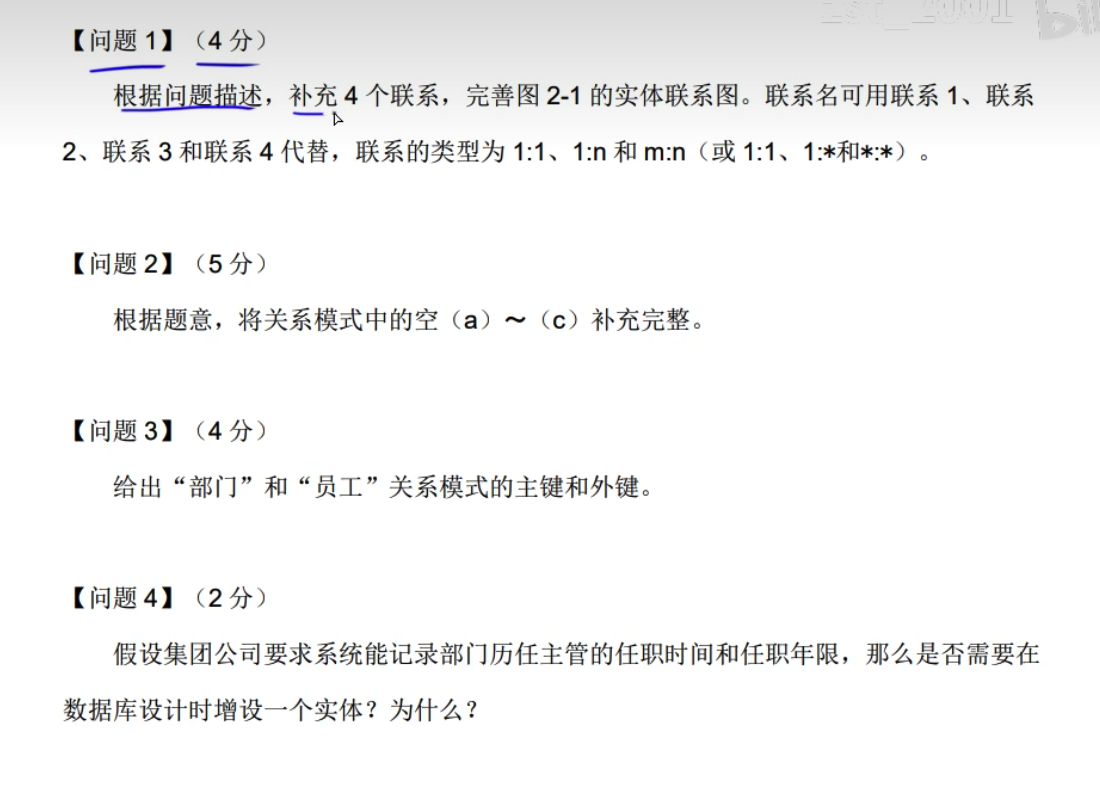 【问题 1】（4 分）
根据问题描述，补充 4 个联系，完善图 2-1 的实体联系图。联系名可用联系 1、联系
2、联系 3 和联系 4 代替，联系的类型为 1:1、1:n 和 m:n（或 1:1、1:*和*:*）。
【问题 2】（5 分）
根据题意，将关系模式中的空（a）～（c）补充完整。
【问题 3】（4 分）
给出“部门”和“员工”关系模式的主键和外键。
【问题 4】（2 分）
假设集团公司要求系统能记录部门历任主管的任职时间和任职年限，那么是否需要在
数据库设计时增设一个实体？为什么？